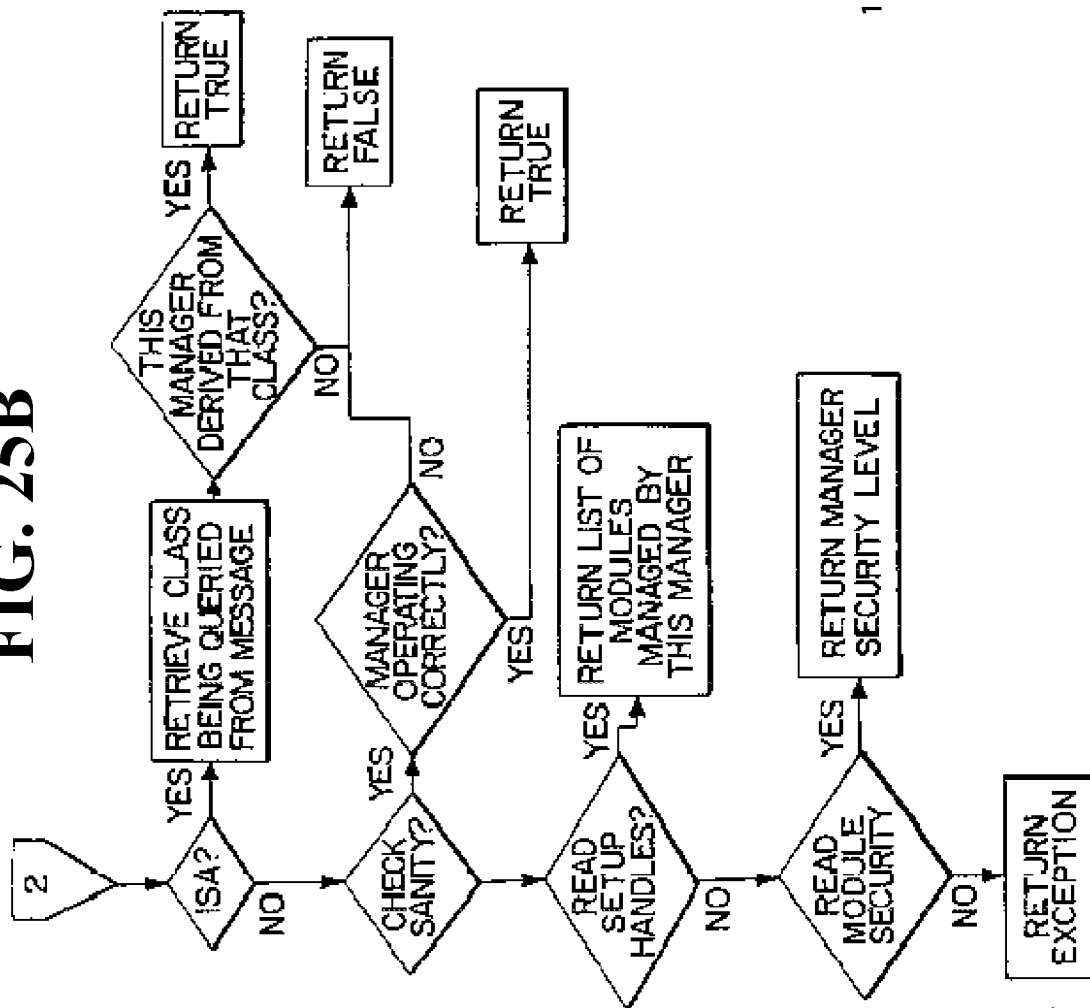 FIG. 25B
2
ISA?
YES
NO
RETRIEVE CLASS
BEING QUERIED
FROM MESSAGE
THIS
MANAGER
DERIVED FROM
THAT
CLASS?
YES
RETURN
TRUE
NO
RETURN
FALSE
CHECK
SANITY?
YES
MANAGER
OPERATING
CORRECTLY?
NO
YES
RETURN
TRUE
READ
SETUP
HANDLES?
YES
RETURN LIST OF
MODULES
MANAGED BY
THIS MANAGER
NO
READ
MODULE
SECURITY
YES
RETURN MANAGER
SECURITY LEVEL
NO
RETURN
EXCEPTION
1